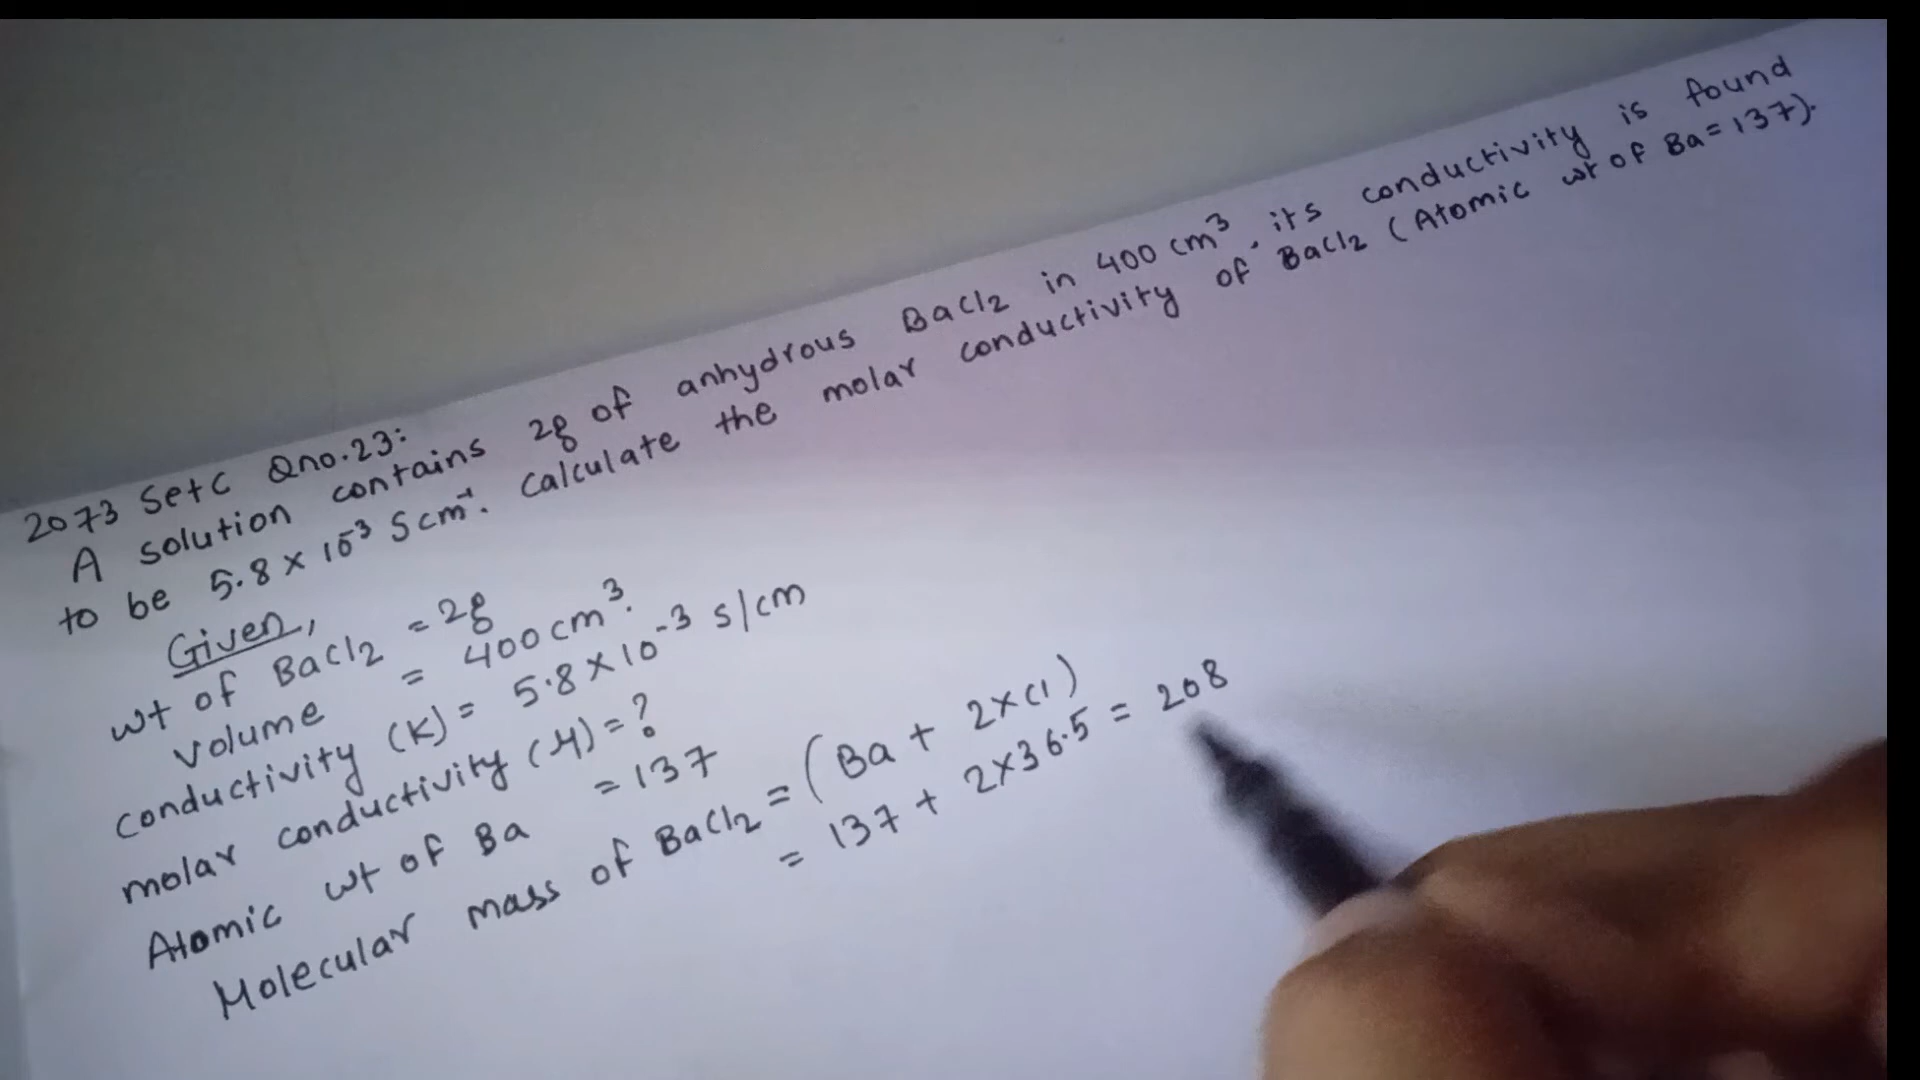 2073 Set C Qno.23:
A solution contains 2g of anhydrous BaCl2 in 400 cm³. its conductivity is found
to be 5.8 × 10⁻³ S cm⁻¹. calculate the molar conductivity of BaCl2 (Atomic wt of Ba = 137).
Given,
wt of BaCl2 = 2g
volume = 400 cm³.
conductivity (K) = 5.8 × 10⁻³ s/cm
molar conductivity (M) = ?
Atomic wt of Ba = 137
Molecular mass of BaCl2 = (Ba + 2×Cl)
= 137 + 2×36.5 = 208